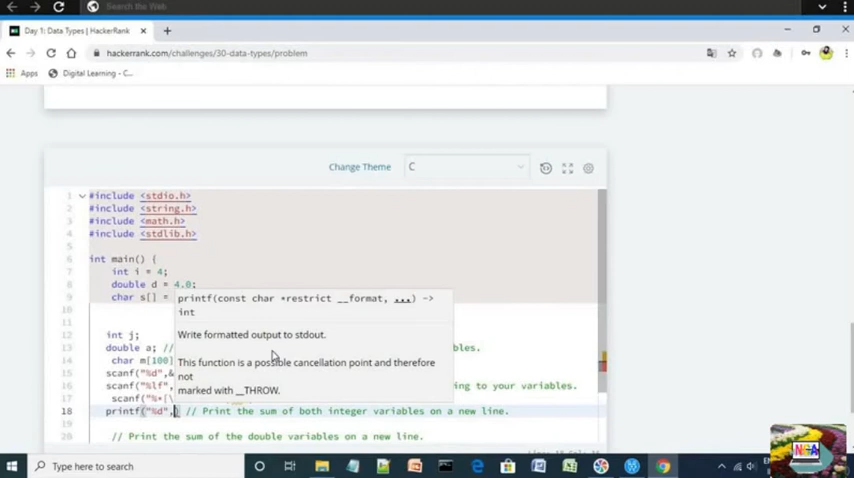 Search the Web
Day 1: Data Types | HackerRank
hackerrank.com/challenges/30-data-types/problem
Apps
Digital Learning - C...
Change Theme
C
1 #include <stdio.h>
2 #include <string.h>
3 #include <math.h>
4 #include <stdlib.h>
5
6 int main() {
7 int i = 4;
8 double d = 4.0;
9 char s[] =
printf(const char *restrict __format, ...) ->
int
10
11
Write formatted output to stdout.
12 int j;
13 double a; //
bles.
14 char m[100]
This function is a possible cancellation point and therefore
not
15 scanf("%d",&
16 scanf("%lf",
ing to your variables.
marked with __THROW.
17 scanf("%*[\
18 printf("%d",) // Print the sum of both integer variables on a new line.
19
20 // Print the sum of the double variables on a new line.
Type here to search
NGA